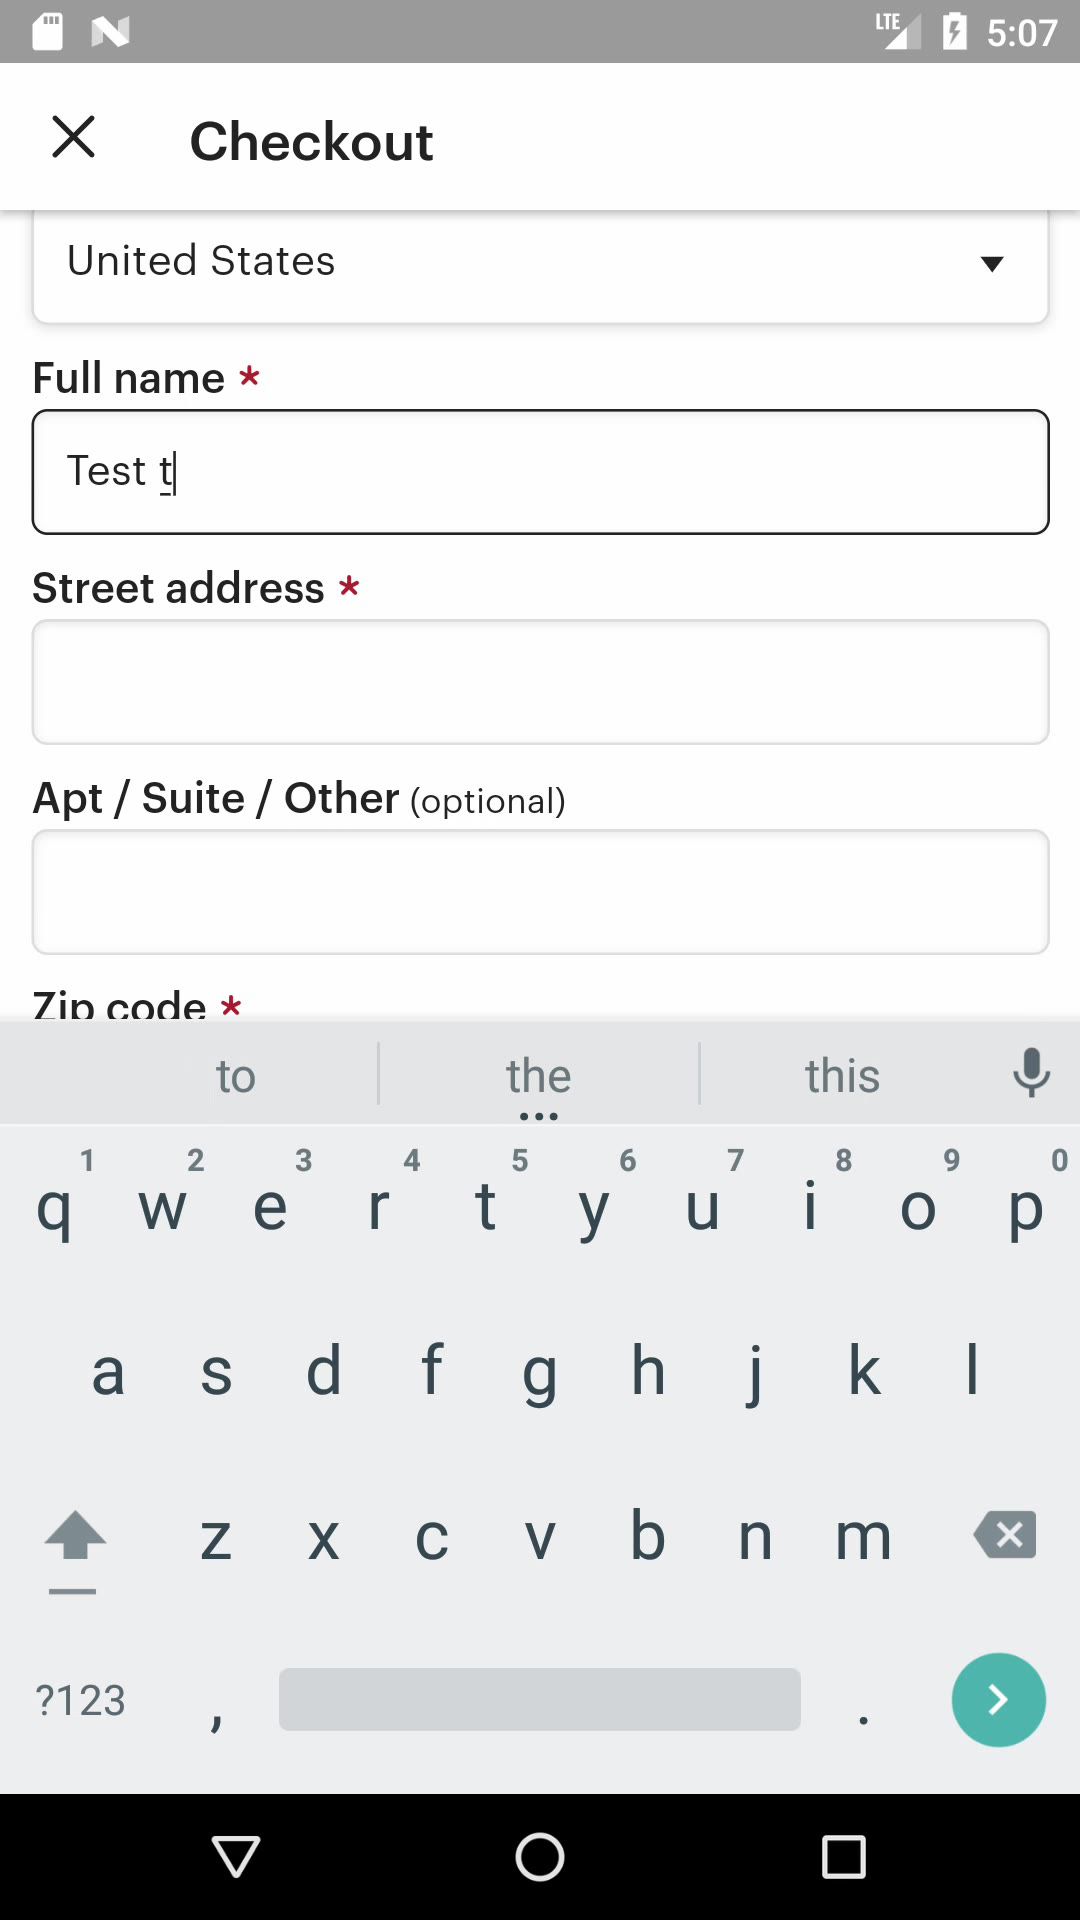 LTE 5:07
Checkout
United States
Full name *
Test t
Street address *
Apt / Suite / Other (optional)
Zip code *
to the this
1 2 3 4 5 6 7 8 9 0
q w e r t y u i o p
a s d f g h j k l
z x c v b n m
?123 , .